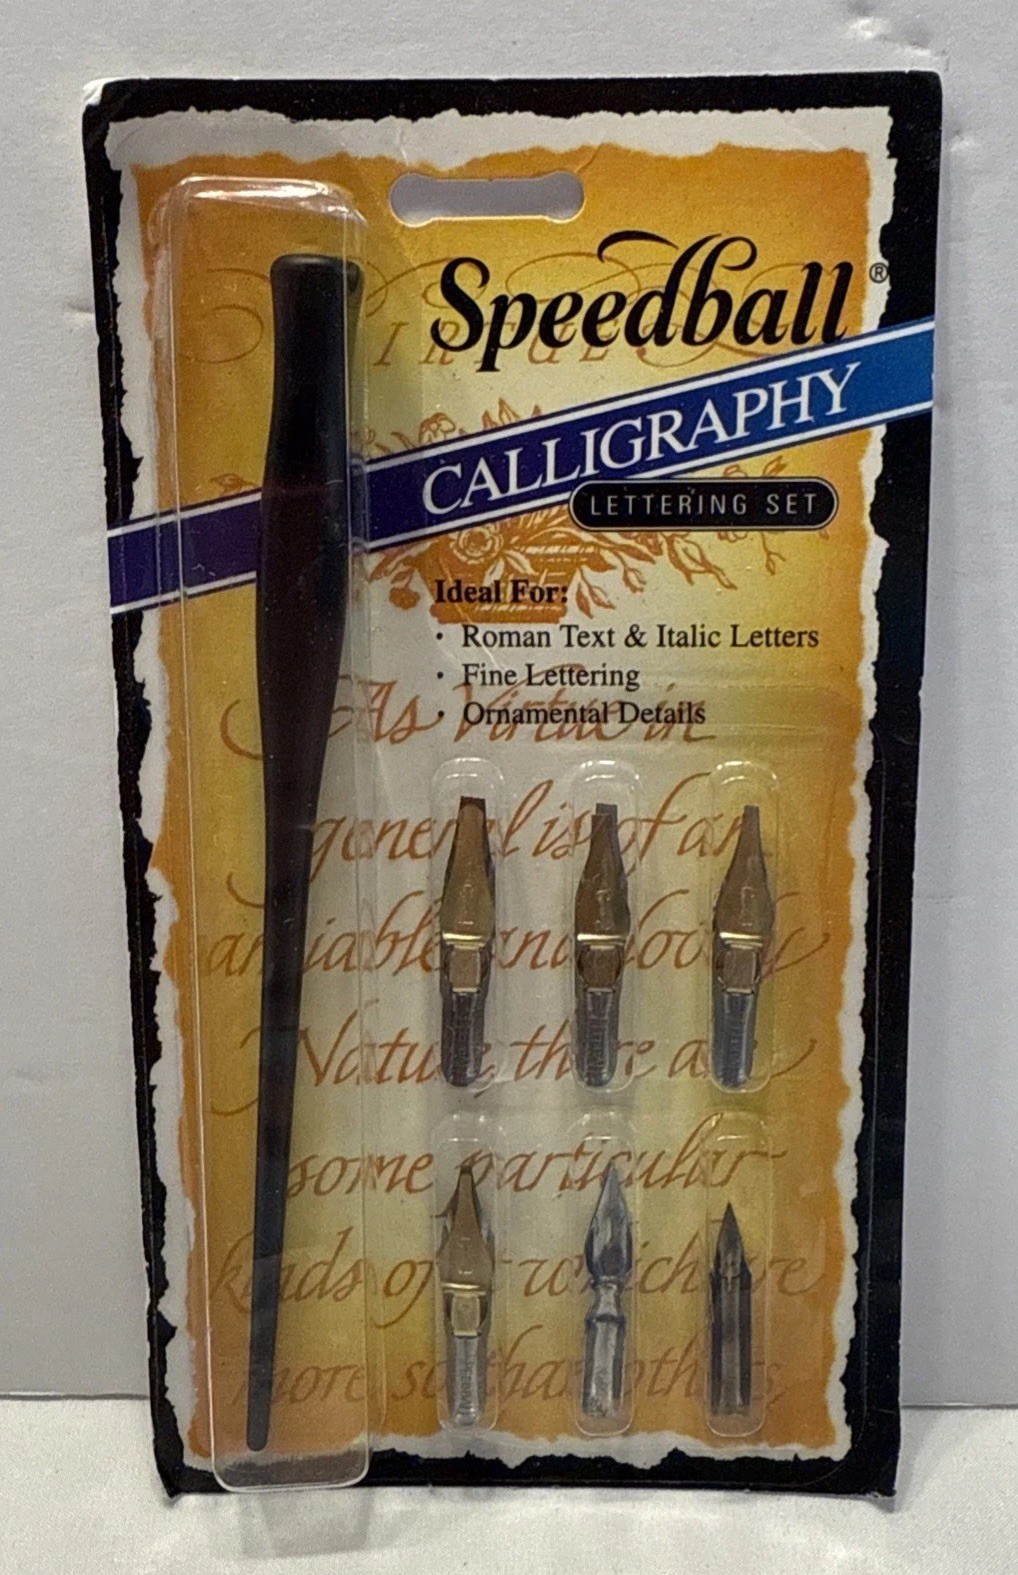 Speedball®
CALLIGRAPHY
LETTERING SET
Ideal For:
· Roman Text & Italic Letters
· Fine Lettering
· Ornamental Details
As Virtue in
general is of an
amiable and lovely
Nature, there are
some particular
kinds of it which are
more so than others,